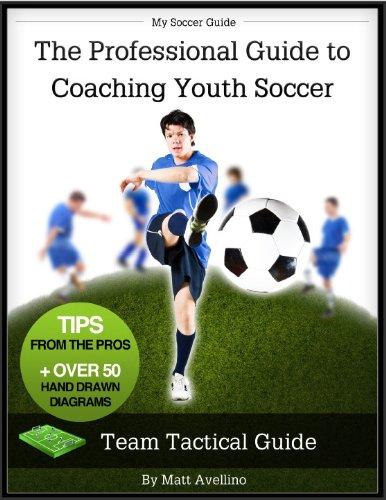 My Soccer Guide
The Professional Guide to
Coaching Youth Soccer
TIPS
FROM THE PROS
+ OVER 50
HAND DRAWN
DIAGRAMS
Team Tactical Guide
By Matt Avellino